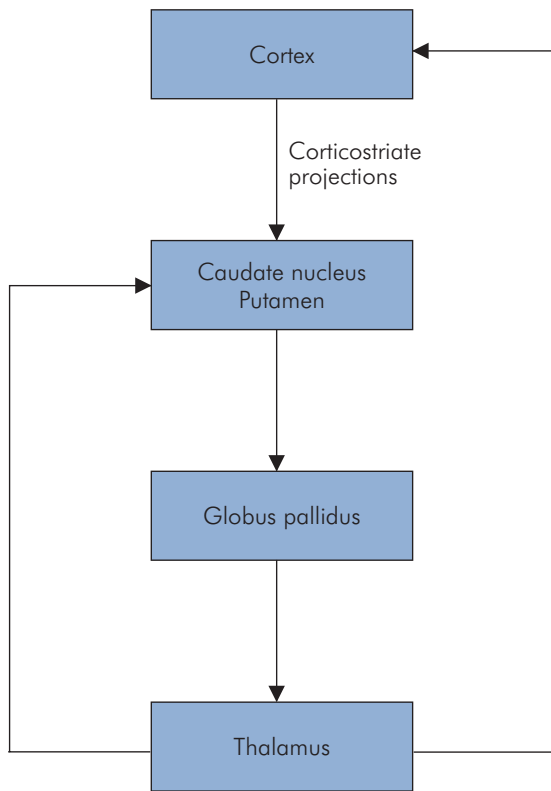 Cortex
Corticostriate
projections
Caudate nucleus
Putamen
Globus pallidus
Thalamus